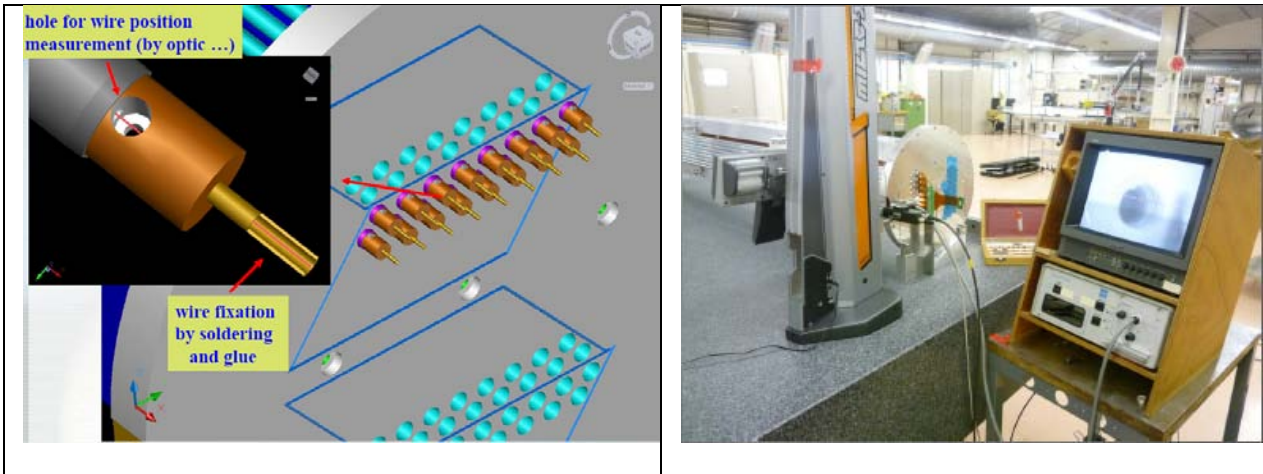 hole for wire position
measurement (by optic …)
wire fixation
by soldering
and glue